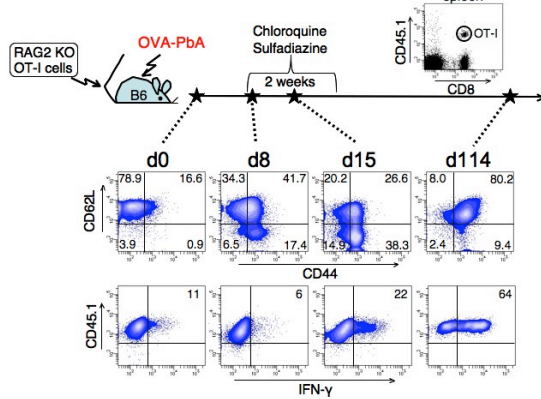 spleen
CD45.1
OT-I
CD8
RAG2 KO
OT-I cells
OVA-PbA
B6
Chloroquine
Sulfadiazine
2 weeks
d0 d8 d15 d114
78.9 16.6 34.3 41.7 20.2 26.6 8.0 80.2
CD62L
3.9 0.9 6.5 17.4 14.9 38.3 2.4 9.4
CD44
11 6 22 64
CD45.1
IFN-γ